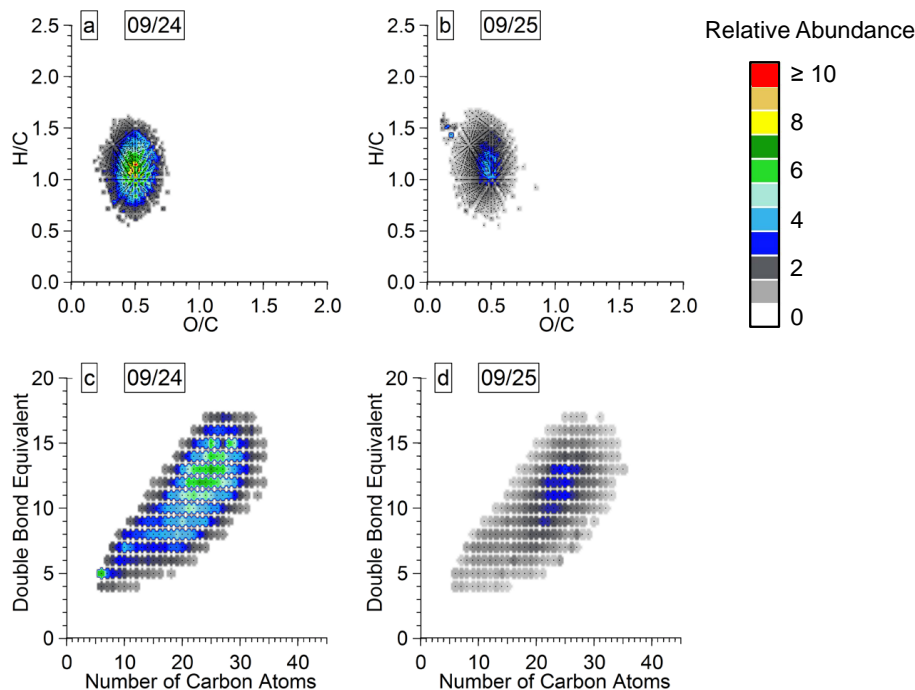 a 09/24
2.5
2.0
1.5
1.0
0.5
0.0
H/C
0.0 0.5 1.0 1.5 2.0
O/C
b 09/25
2.5
2.0
1.5
1.0
0.5
0.0
H/C
0.0 0.5 1.0 1.5 2.0
O/C
Relative Abundance
≥ 10
8
6
4
2
0
c 09/24
20
15
10
5
0
Double Bond Equivalent
0 10 20 30 40
Number of Carbon Atoms
d 09/25
20
15
10
5
0
Double Bond Equivalent
0 10 20 30 40
Number of Carbon Atoms